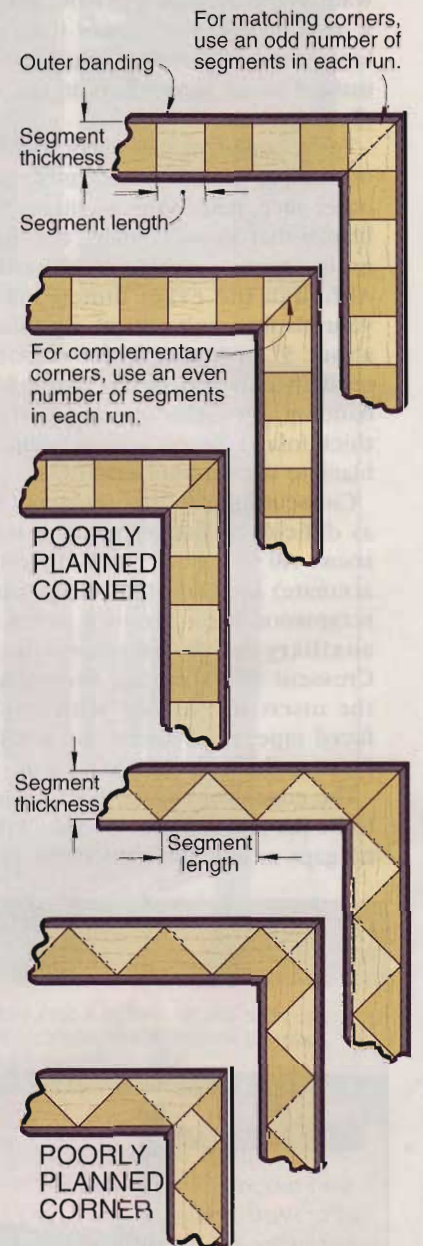 For matching corners,
use an odd number of
segments in each run.
Outer banding
Segment
thickness
Segment length
For complementary
corners, use an even
number of segments
in each run.
POORLY
PLANNED
CORNER
Segment
thickness
Segment
length
POORLY
PLANNED
CORNER